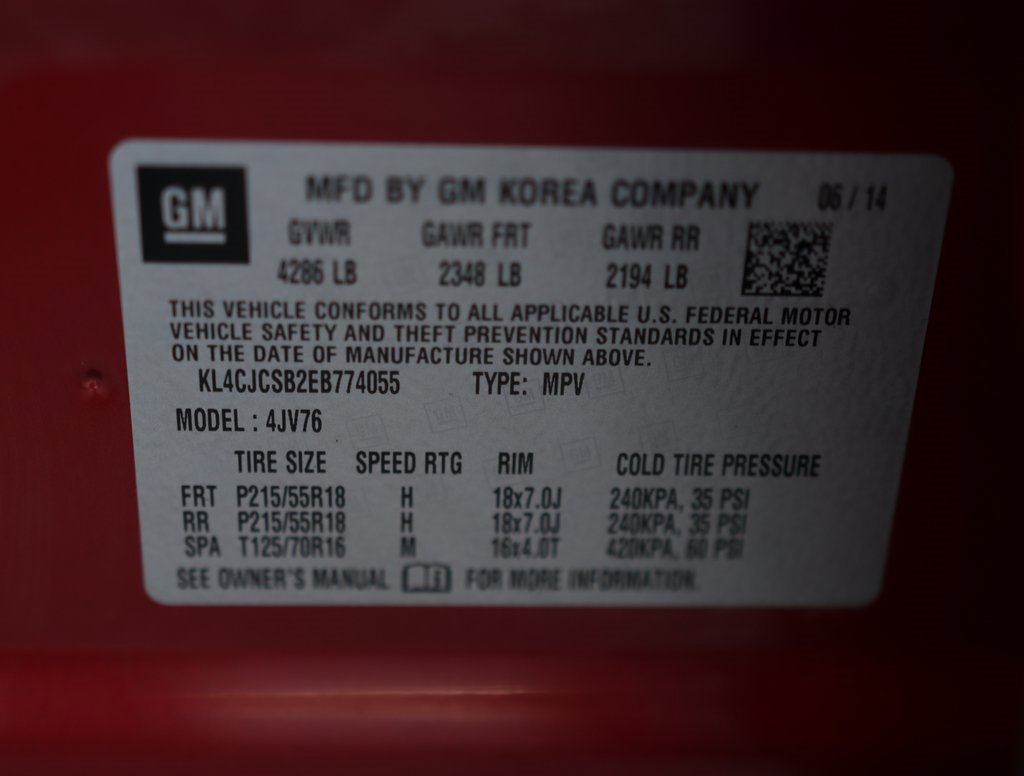 GM MFD BY GM KOREA COMPANY 06 / 14
GVWR GAWR FRT GAWR RR
4286 LB 2348 LB 2194 LB
THIS VEHICLE CONFORMS TO ALL APPLICABLE U.S. FEDERAL MOTOR
VEHICLE SAFETY AND THEFT PREVENTION STANDARDS IN EFFECT
ON THE DATE OF MANUFACTURE SHOWN ABOVE.
KL4CJCSB2EB774055 TYPE: MPV
MODEL : 4JV76
TIRE SIZE SPEED RTG RIM COLD TIRE PRESSURE
FRT P215/55R18 H 18x7.0J 240KPA, 35 PSI
RR P215/55R18 H 18x7.0J 240KPA, 35 PSI
SPA T125/70R16 M 16x4.0T 420KPA, 60 PSI
SEE OWNER'S MANUAL FOR MORE INFORMATION.